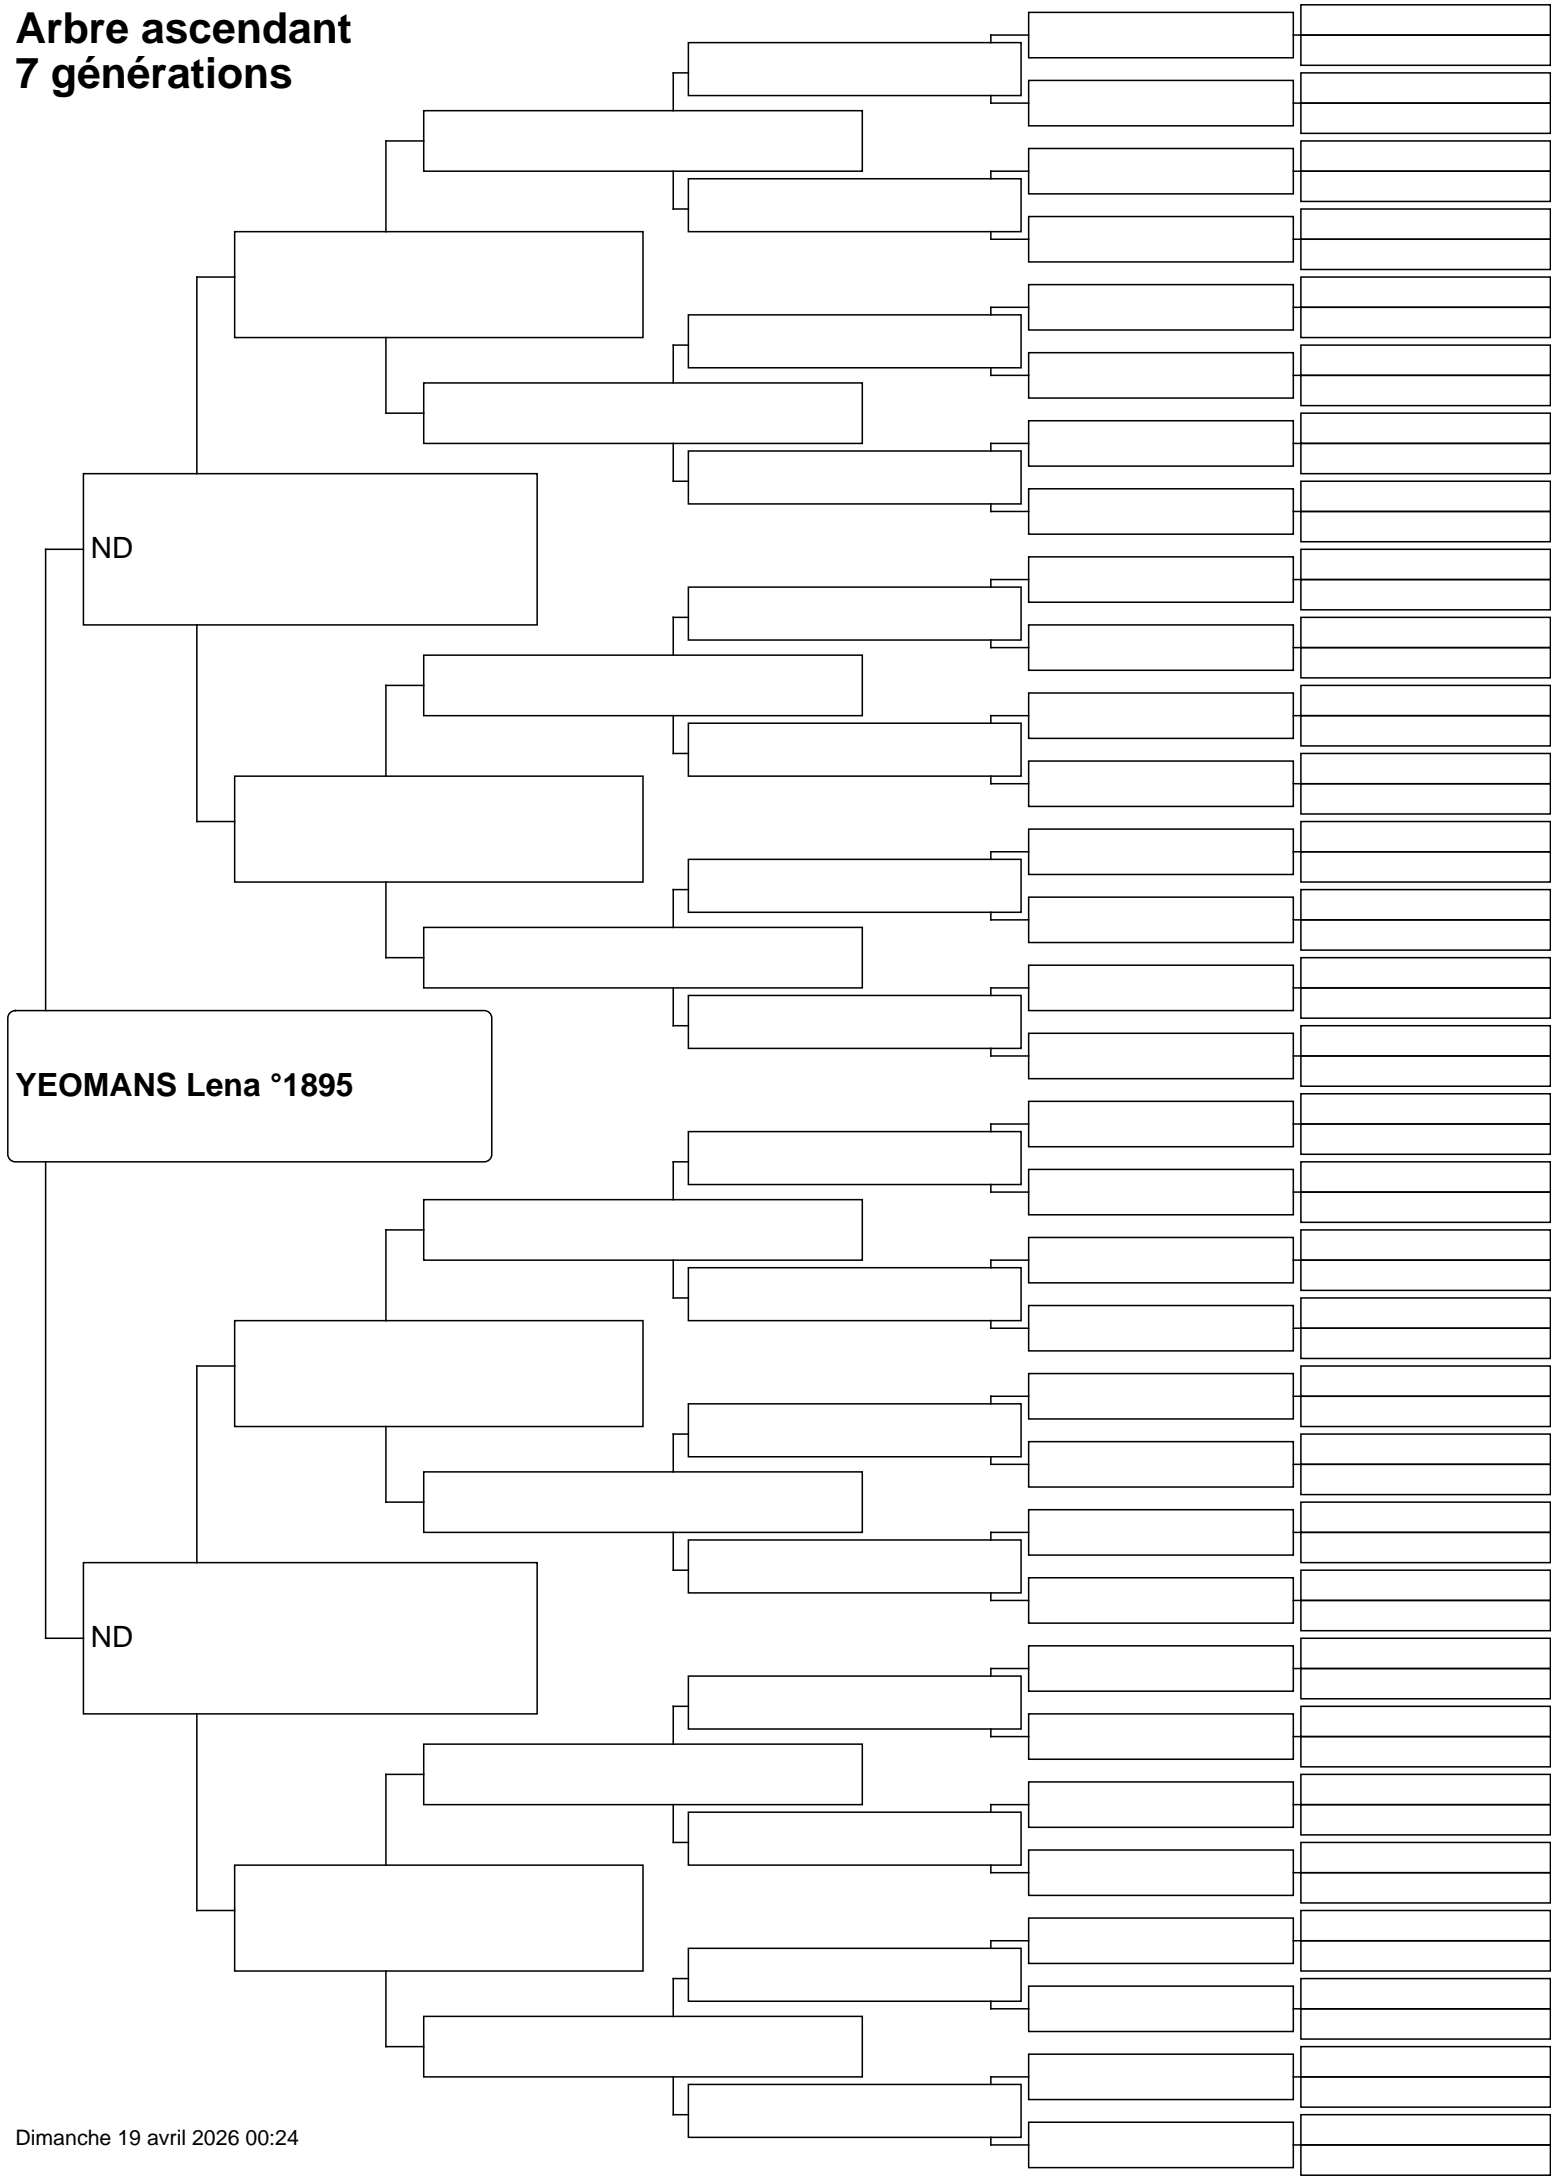 Arbre ascendant
7 générations
ND
YEOMANS Lena °1895
ND
Dimanche 19 avril 2026 00:24